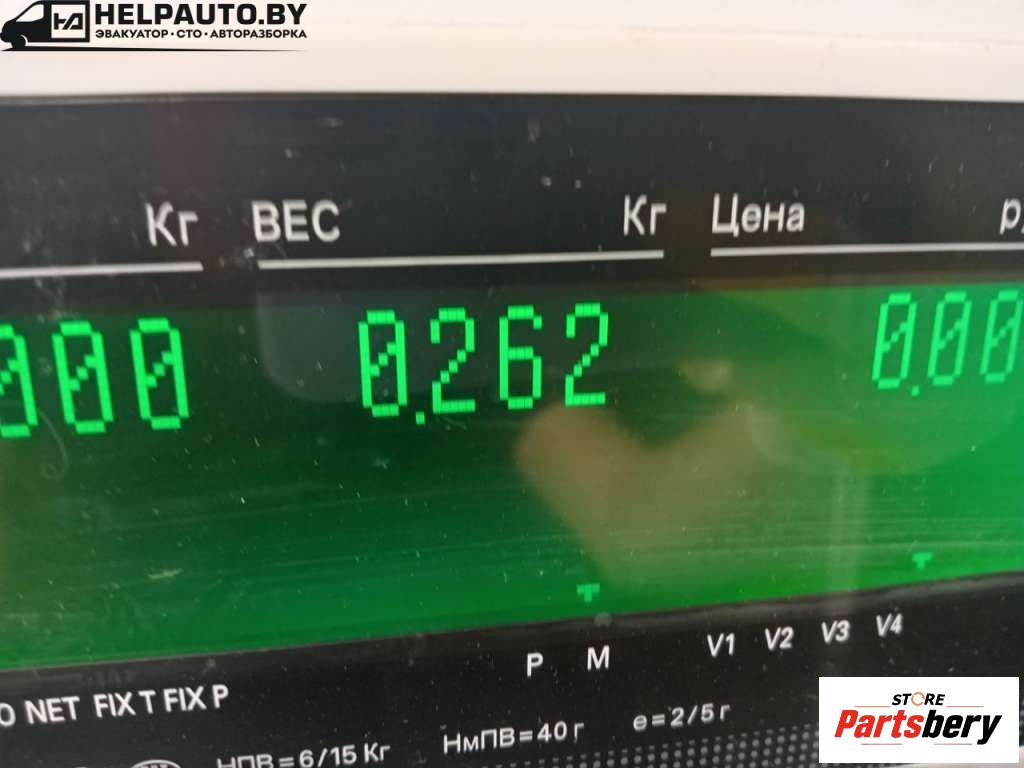 HELPAUTO.BY
ЭВАКУАТОР • СТО • АВТОРАЗБОРКА
Кг ВЕС Кг Цена
000 0.262 0.00
P M V1 V2 V3 V4
NET FIX T FIX P
НПВ = 6/15 Кг НмПВ = 40 г e = 2/5 г
STORE
Partsbery